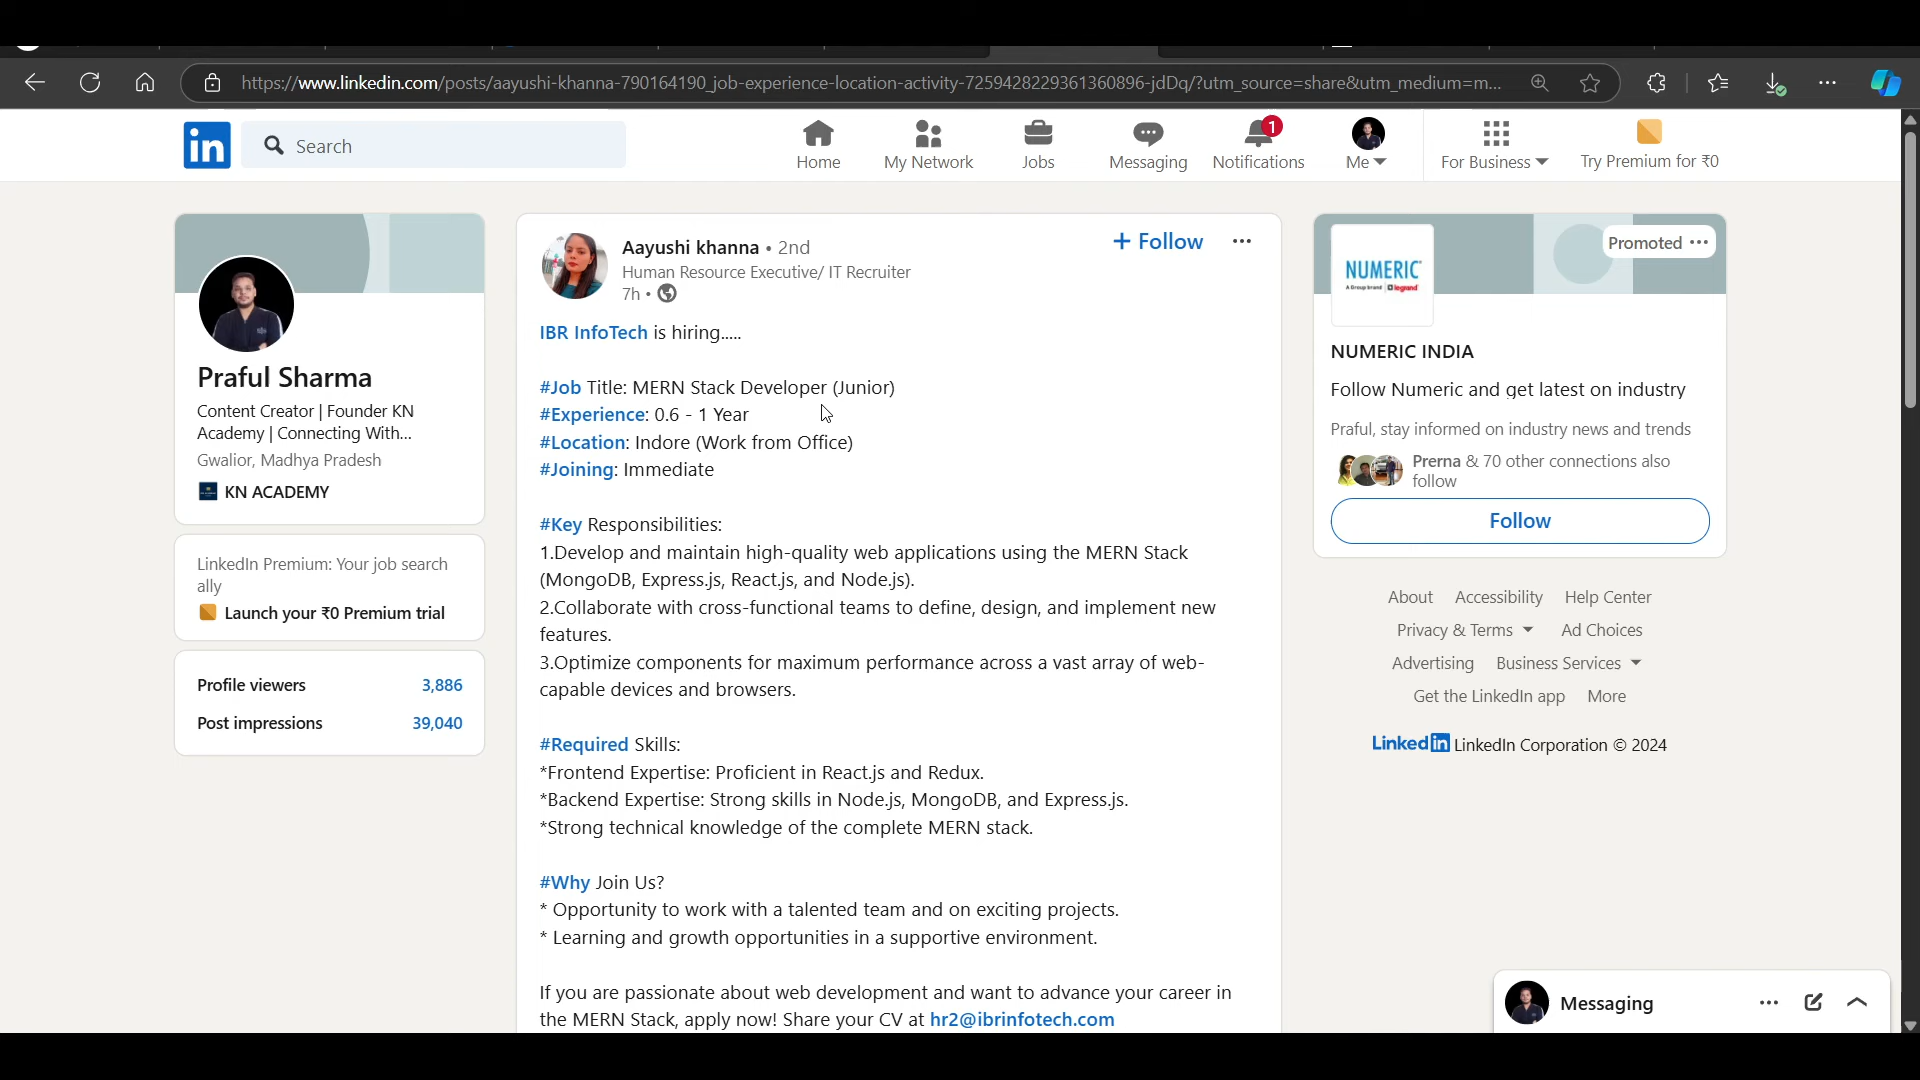 https://www.linkedin.com/posts/aayushi-khanna-790164190_job-experience-location-activity-7259428229361360896-jdDq/?utm_source=share&utm_medium=m...
in
Search
Home
My Network
Jobs
Messaging
1
Notifications
Me
For Business
Try Premium for ₹0
Praful Sharma
Content Creator | Founder KN
Academy | Connecting With...
Gwalior, Madhya Pradesh
KN ACADEMY
LinkedIn Premium: Your job search
ally
Launch your ₹0 Premium trial
Profile viewers 3,886
Post impressions 39,040
Aayushi khanna • 2nd
+ Follow
Human Resource Executive/ IT Recruiter
7h •
IBR InfoTech is hiring.....
#Job Title: MERN Stack Developer (Junior)
#Experience: 0.6 - 1 Year
#Location: Indore (Work from Office)
#Joining: Immediate
#Key Responsibilities:
1.Develop and maintain high-quality web applications using the MERN Stack
(MongoDB, Express.js, React.js, and Node.js).
2.Collaborate with cross-functional teams to define, design, and implement new
features.
3.Optimize components for maximum performance across a vast array of web-
capable devices and browsers.
#Required Skills:
*Frontend Expertise: Proficient in React.js and Redux.
*Backend Expertise: Strong skills in Node.js, MongoDB, and Express.js.
*Strong technical knowledge of the complete MERN stack.
#Why Join Us?
* Opportunity to work with a talented team and on exciting projects.
* Learning and growth opportunities in a supportive environment.
If you are passionate about web development and want to advance your career in
the MERN Stack, apply now! Share your CV at hr2@ibrinfotech.com
Promoted
NUMERIC
A Group brand legrand
NUMERIC INDIA
Follow Numeric and get latest on industry
Praful, stay informed on industry news and trends
Prerna & 70 other connections also
follow
Follow
About Accessibility Help Center
Privacy & Terms Ad Choices
Advertising Business Services
Get the LinkedIn app More
LinkedIn LinkedIn Corporation © 2024
Messaging